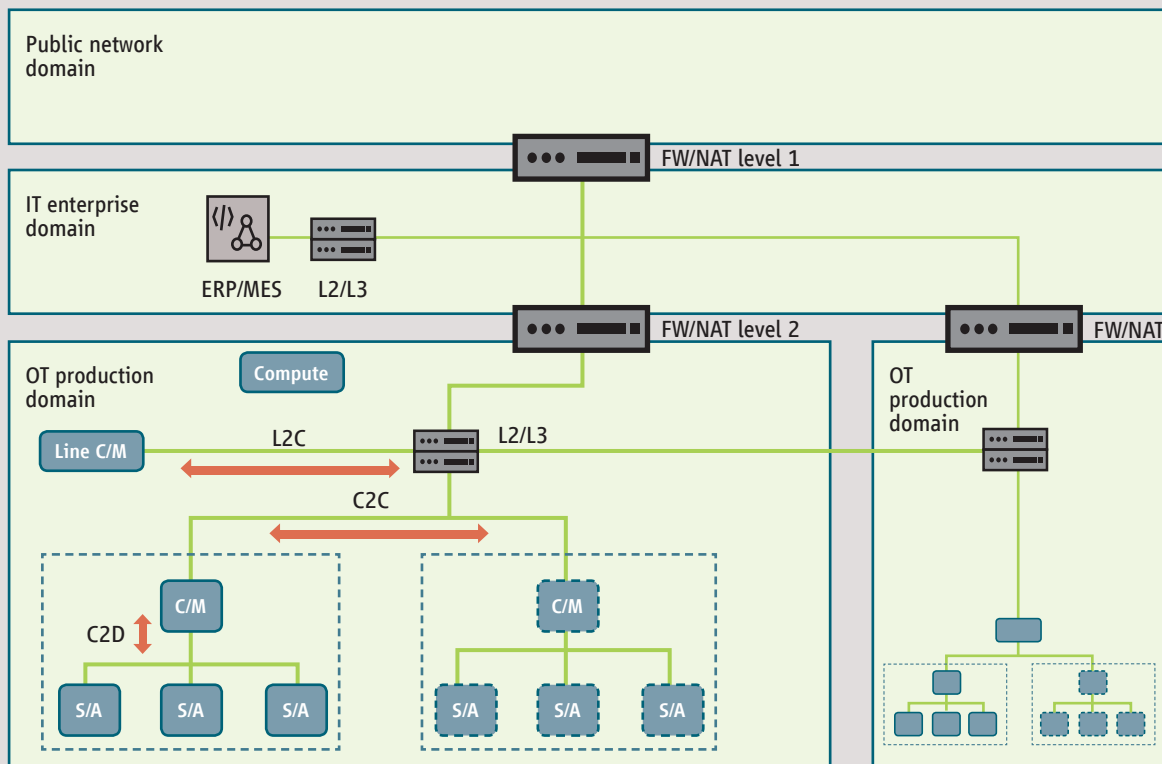 Public network
domain
FW/NAT level 1
IT enterprise
domain
ERP/MES
L2/L3
FW/NAT level 2
FW/NAT
OT production
domain
Compute
OT
production
domain
Line C/M
L2C
L2/L3
C2C
C/M
C/M
C2D
S/A
S/A
S/A
S/A
S/A
S/A